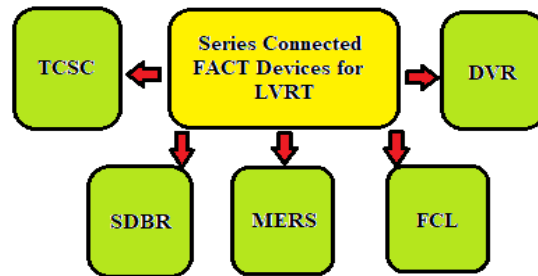 Series Connected
FACT Devices for
LVRT
TCSC
DVR
SDBR
MERS
FCL